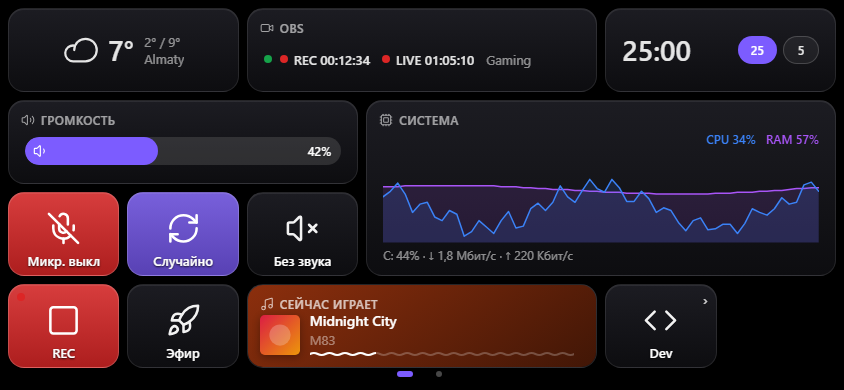 7°
2° / 9°
Almaty
OBS
REC 00:12:34 LIVE 01:05:10 Gaming
25:00
25 5
ГРОМКОСТЬ
42%
СИСТЕМА
CPU 34% RAM 57%
C: 44% · ↓ 1,8 Мбит/с · ↑ 220 Кбит/с
Микр. выкл
Случайно
Без звука
REC
Эфир
СЕЙЧАС ИГРАЕТ
Midnight City
M83
Dev